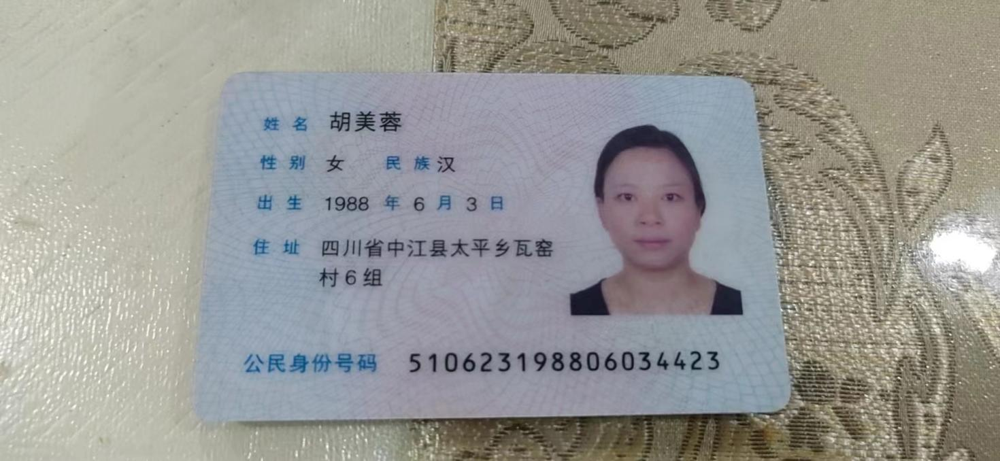 姓名 胡美蓉
性别 女 民族 汉
出生 1988 年 6 月 3 日
住址 四川省中江县太平乡瓦窑
村6组
公民身份号码 510623198806034423